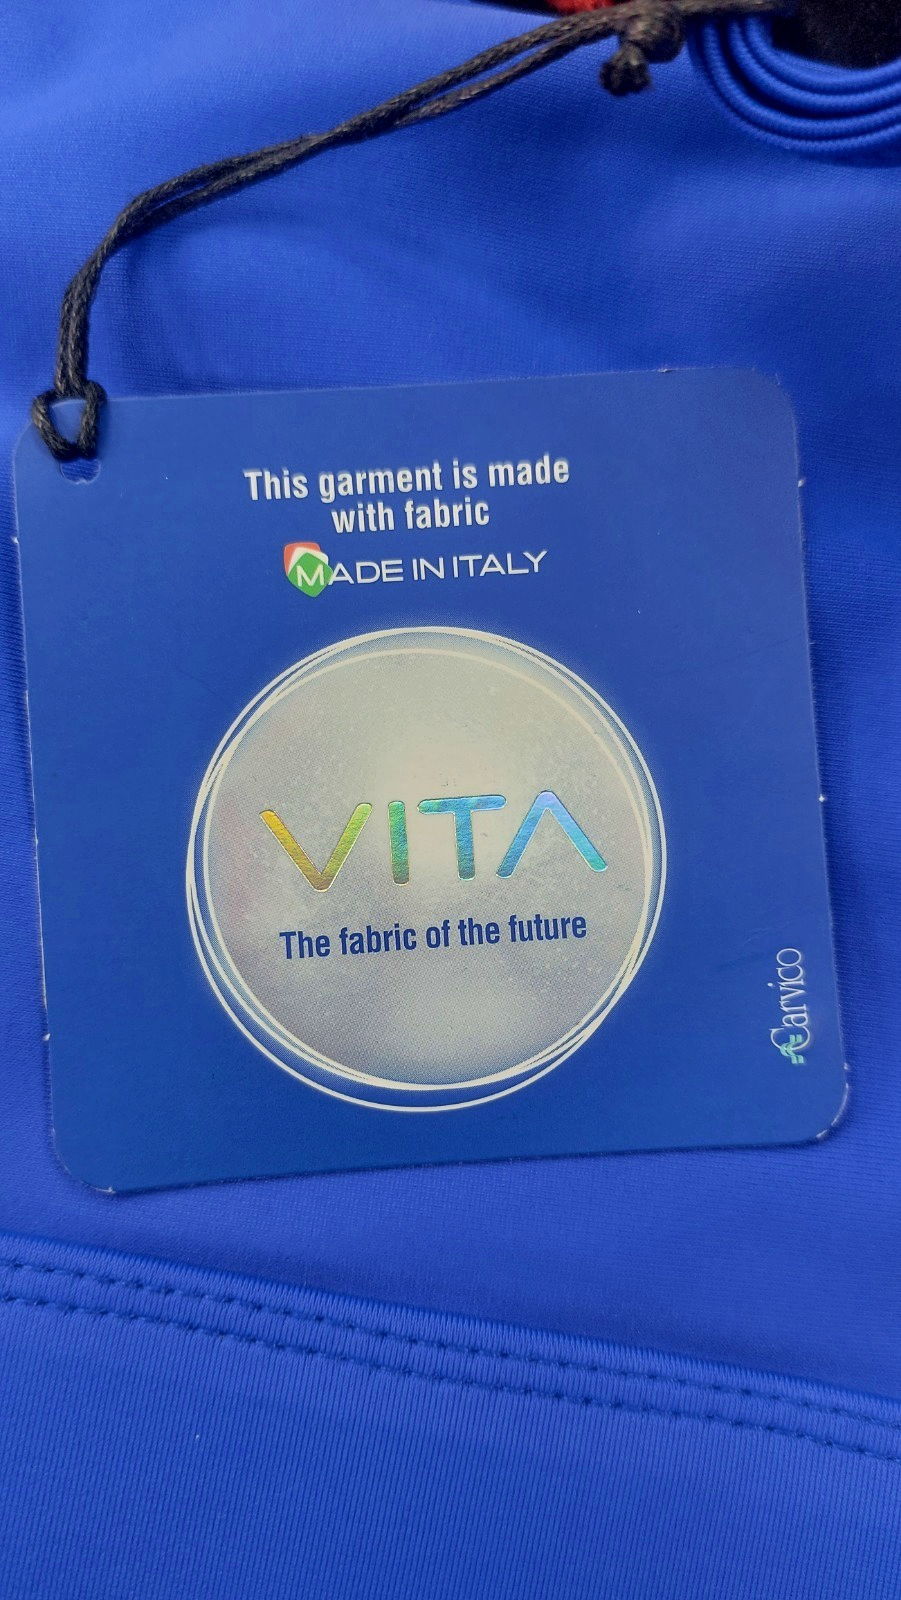 This garment is made
with fabric
MADE IN ITALY
VITA
The fabric of the future
Carvico